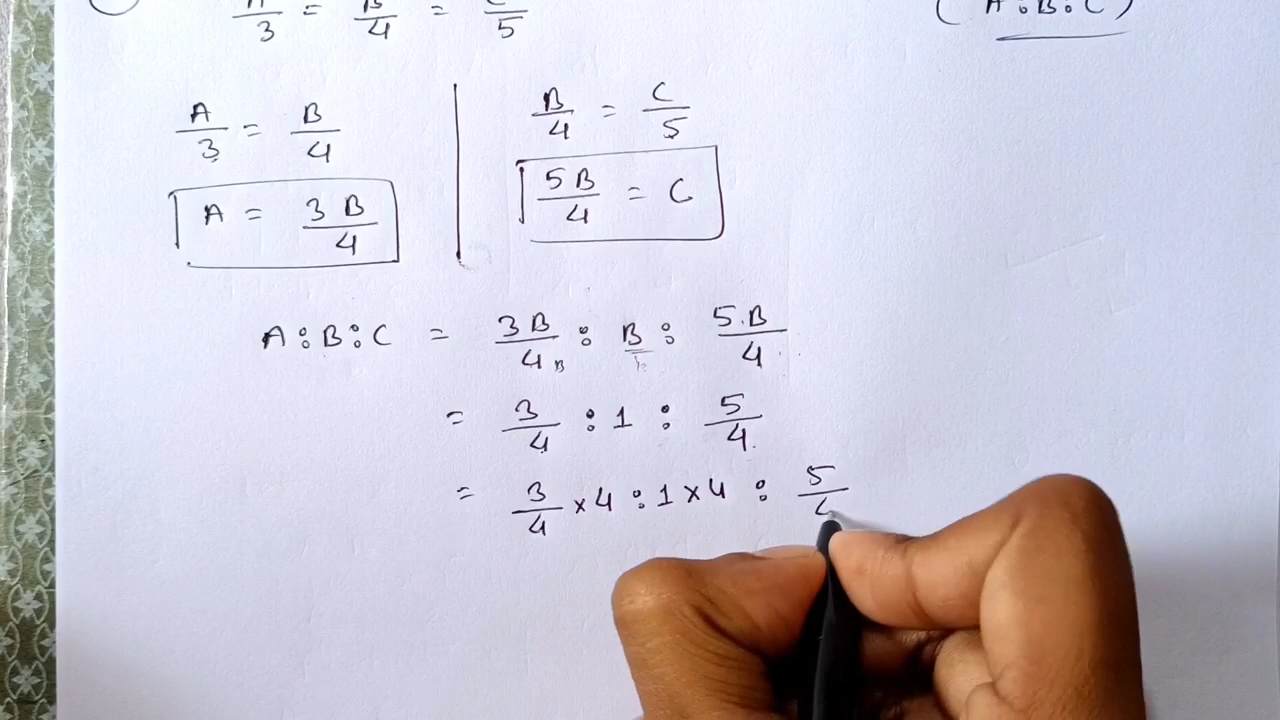 A/3 = B/4 = C/5 (A:B:C)
A/3 = B/4
A = 3B/4
B/4 = C/5
5B/4 = C
A:B:C = 3B/4B : B/B : 5.B/4
= 3/4 : 1 : 5/4
= 3/4 × 4 : 1 × 4 : 5/4